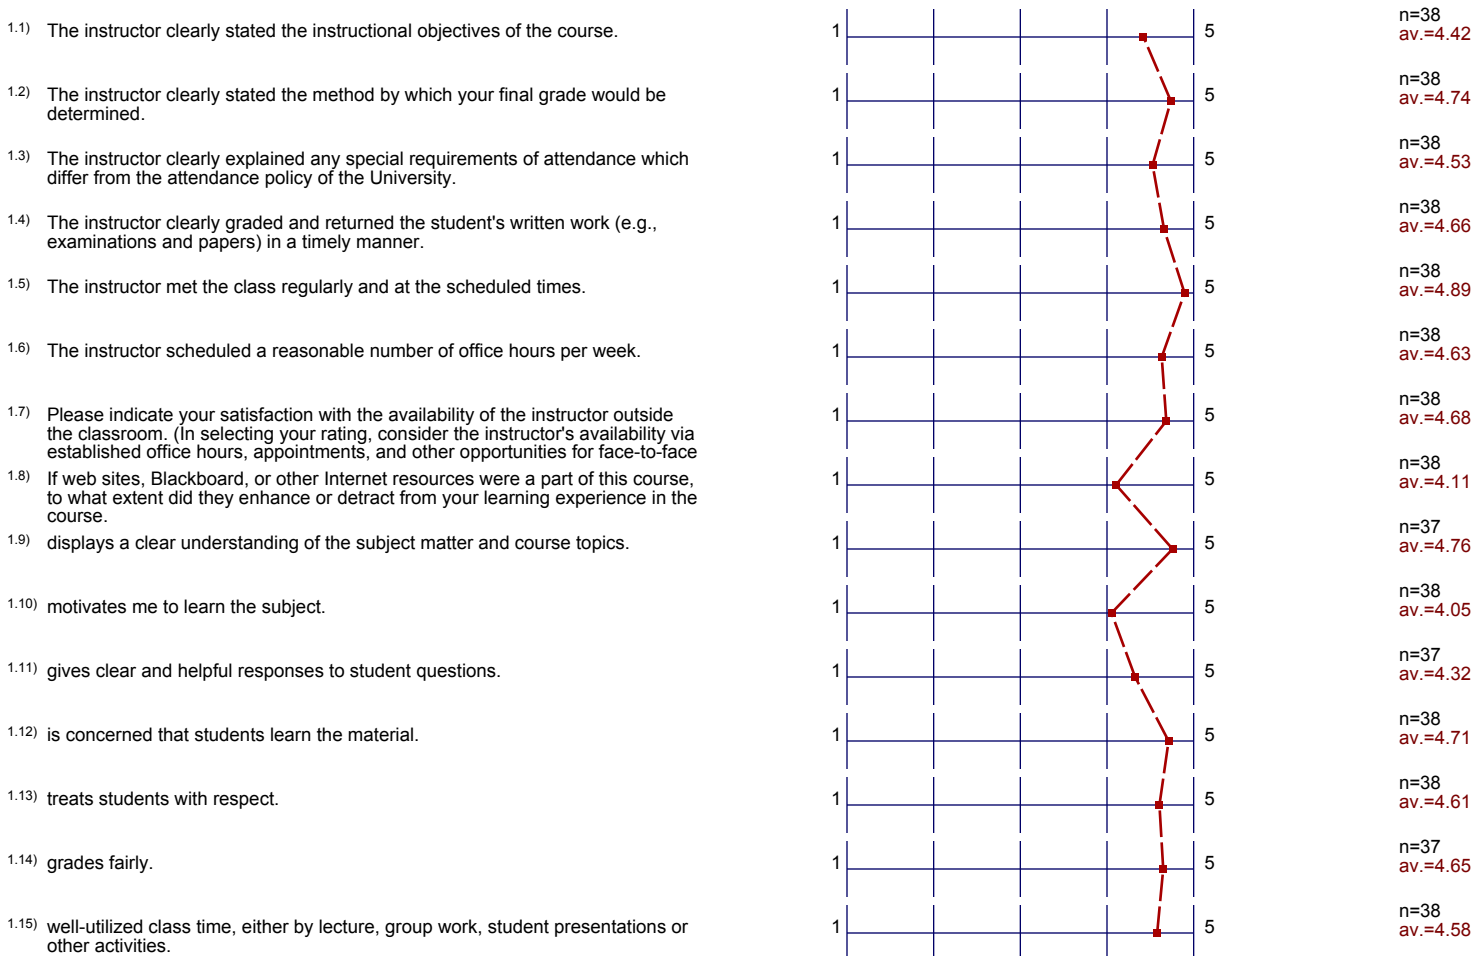 1.1) The instructor clearly stated the instructional objectives of the course. 1 5 n=38
av.=4.42
1.2) The instructor clearly stated the method by which your final grade would be
determined. 1 5 n=38
av.=4.74
1.3) The instructor clearly explained any special requirements of attendance which
differ from the attendance policy of the University. 1 5 n=38
av.=4.53
1.4) The instructor clearly graded and returned the student's written work (e.g.,
examinations and papers) in a timely manner. 1 5 n=38
av.=4.66
1.5) The instructor met the class regularly and at the scheduled times. 1 5 n=38
av.=4.89
1.6) The instructor scheduled a reasonable number of office hours per week. 1 5 n=38
av.=4.63
1.7) Please indicate your satisfaction with the availability of the instructor outside
the classroom. (In selecting your rating, consider the instructor's availability via
established office hours, appointments, and other opportunities for face-to-face 1 5 n=38
av.=4.68
1.8) If web sites, Blackboard, or other Internet resources were a part of this course,
to what extent did they enhance or detract from your learning experience in the
course. 1 5 n=38
av.=4.11
1.9) displays a clear understanding of the subject matter and course topics. 1 5 n=37
av.=4.76
1.10) motivates me to learn the subject. 1 5 n=38
av.=4.05
1.11) gives clear and helpful responses to student questions. 1 5 n=37
av.=4.32
1.12) is concerned that students learn the material. 1 5 n=38
av.=4.71
1.13) treats students with respect. 1 5 n=38
av.=4.61
1.14) grades fairly. 1 5 n=37
av.=4.65
1.15) well-utilized class time, either by lecture, group work, student presentations or
other activities. 1 5 n=38
av.=4.58